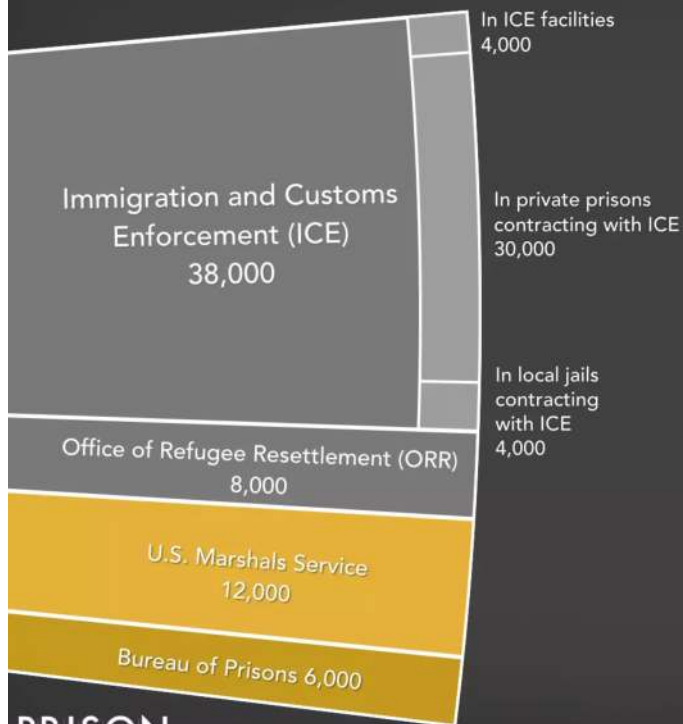 In ICE facilities
4,000
Immigration and Customs
Enforcement (ICE)
38,000
In private prisons
contracting with ICE
30,000
In local jails
contracting
with ICE
4,000
Office of Refugee Resettlement (ORR)
8,000
U.S. Marshals Service
12,000
Bureau of Prisons 6,000
PRISON